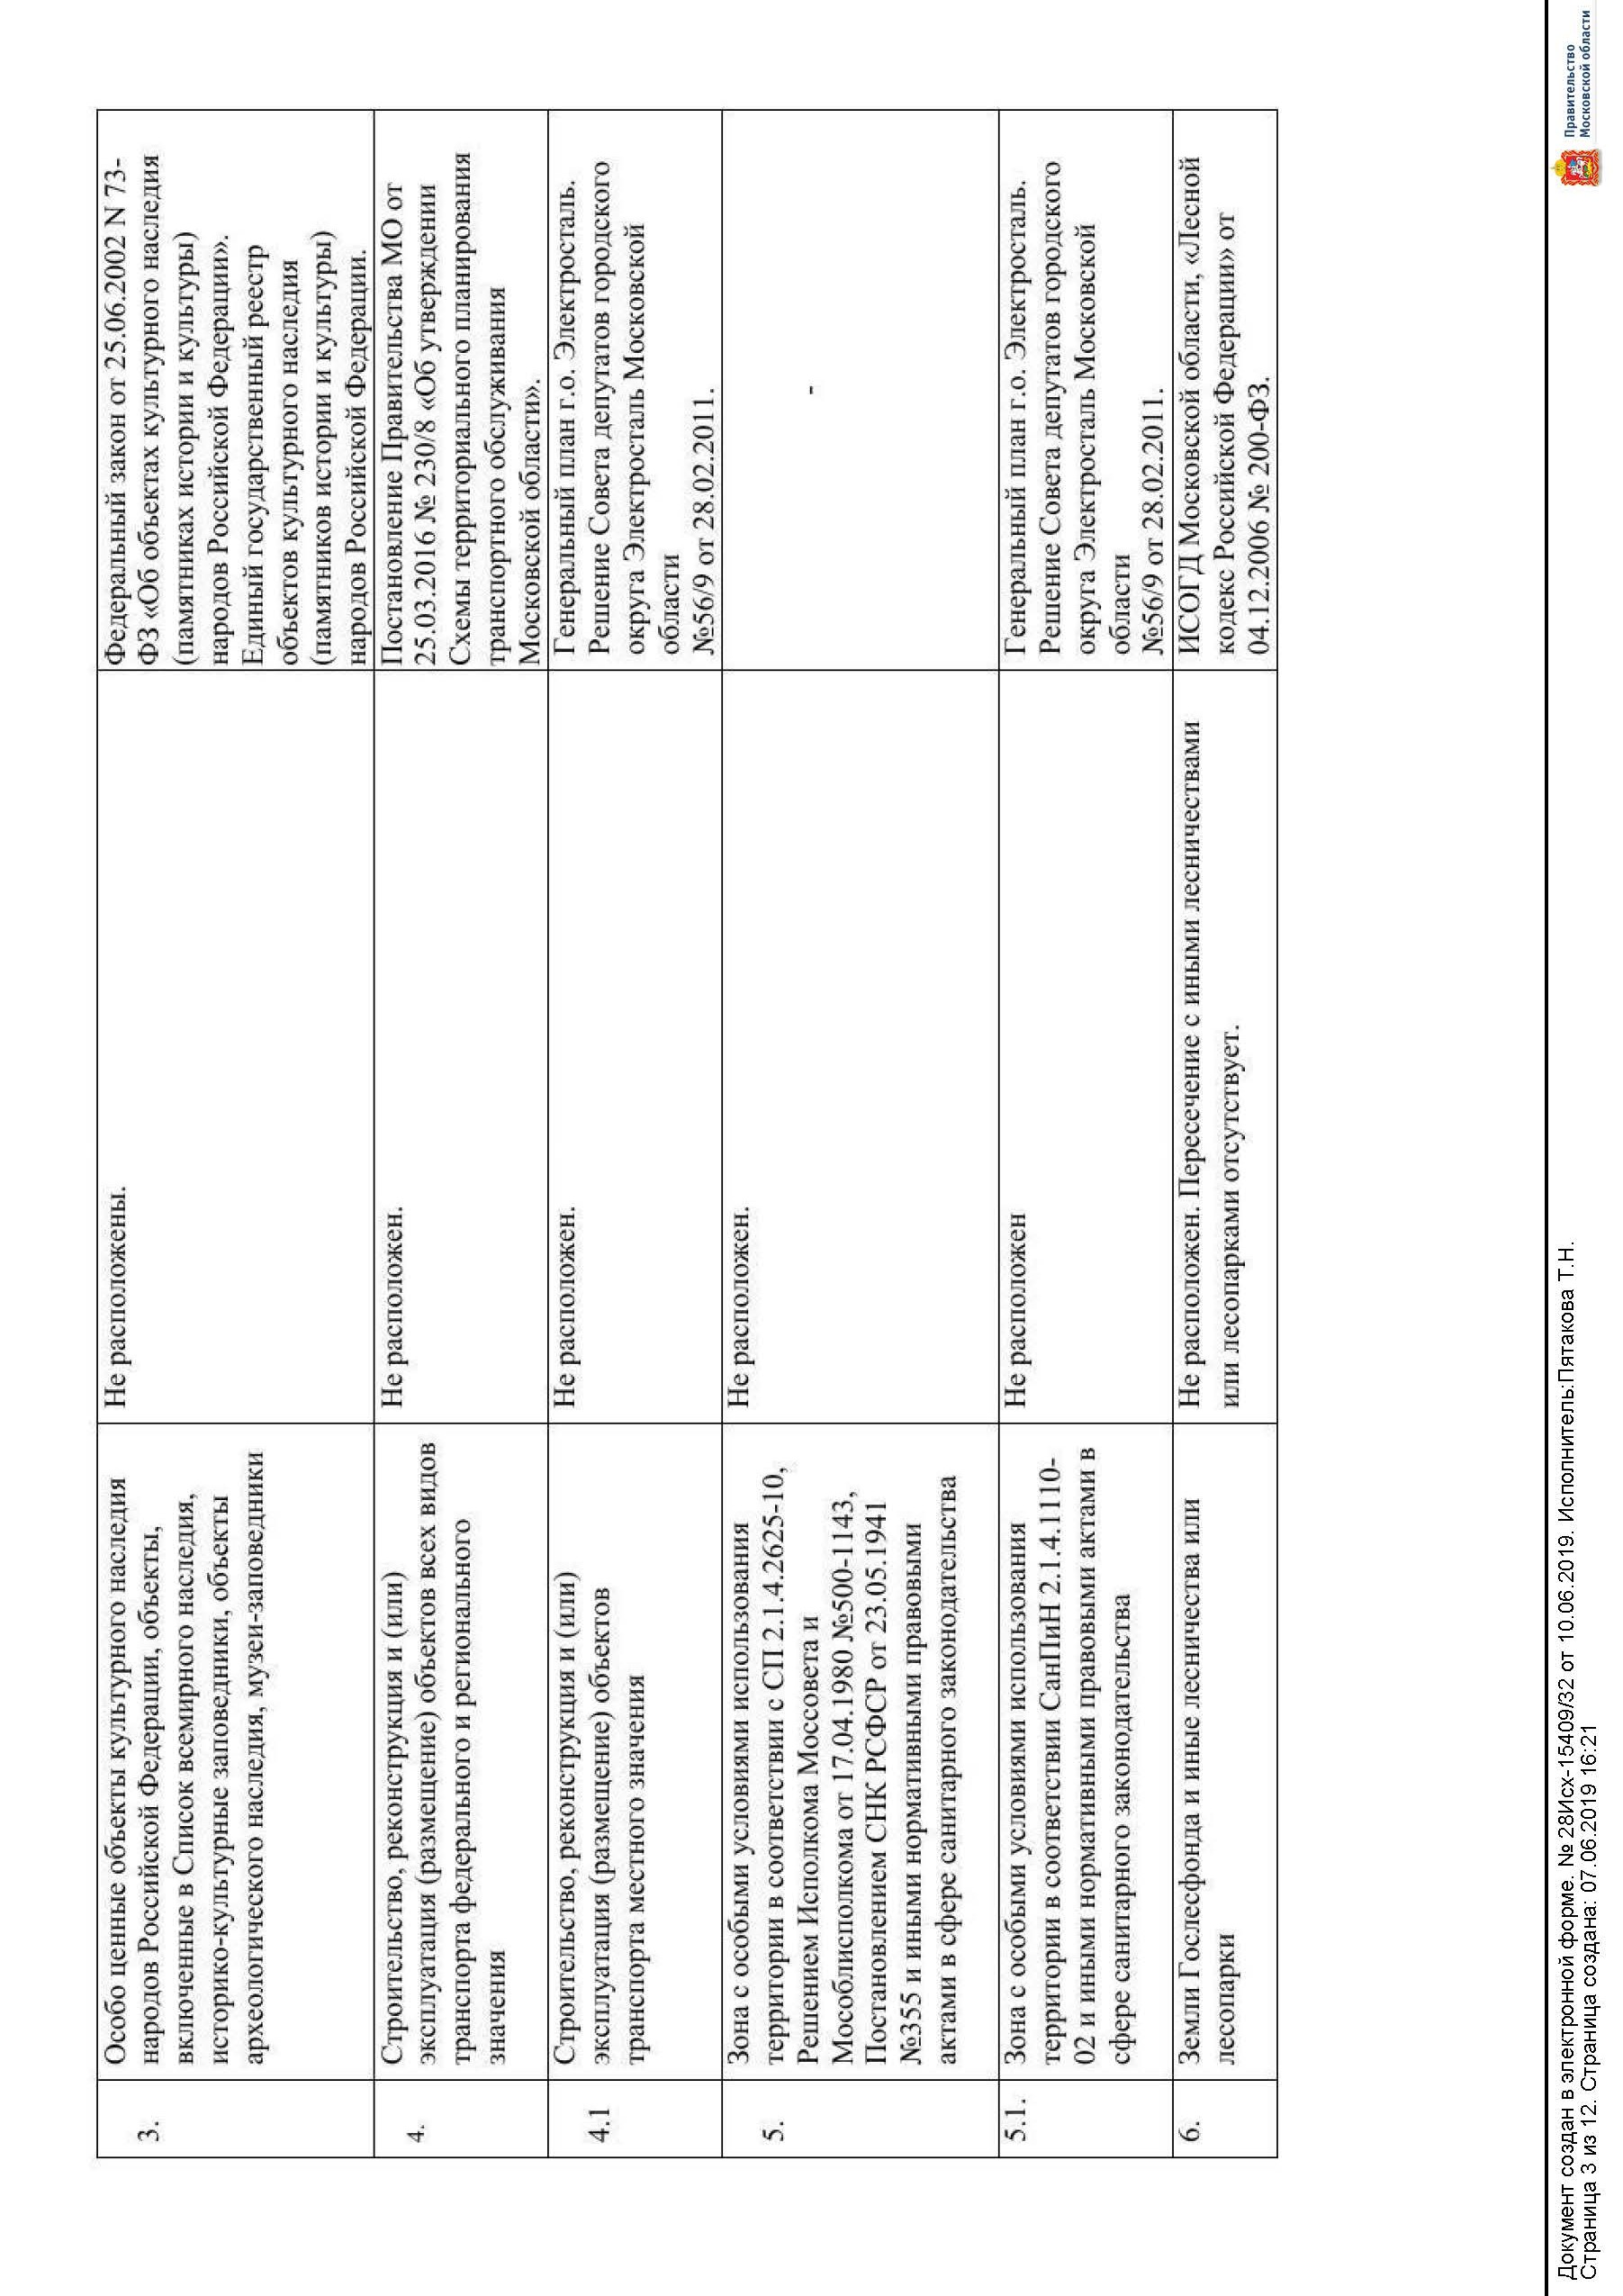 3.
Особо ценные объекты культурного наследия
народов Российской Федерации, объекты,
включенные в Список всемирного наследия,
историко-культурные заповедники, объекты
археологического наследия, музеи-заповедники
Не расположены.
Федеральный закон от 25.06.2002 N 73-
ФЗ «Об объектах культурного наследия
(памятниках истории и культуры)
народов Российской Федерации».
Единый государственный реестр
объектов культурного наследия
(памятников истории и культуры)
народов Российской Федерации.
4.
Строительство, реконструкция и (или)
эксплуатация (размещение) объектов всех видов
транспорта федерального и регионального
значения
Не расположен.
Постановление Правительства МО от
25.03.2016 № 230/8 «Об утверждении
Схемы территориального планирования
транспортного обслуживания
Московской области».
4.1
Строительство, реконструкция и (или)
эксплуатация (размещение) объектов
транспорта местного значения
Не расположен.
Генеральный план г.о. Электросталь.
Решение Совета депутатов городского
округа Электросталь Московской
области
№56/9 от 28.02.2011.
5.
Зона с особыми условиями использования
территории в соответствии с СП 2.1.4.2625-10,
Решением Исполкома Моссовета и
Мособлисполкома от 17.04.1980 №500-1143,
Постановлением СНК РСФСР от 23.05.1941
№355 и иными нормативными правовыми
актами в сфере санитарного законодательства
Не расположен.
-
5.1.
Зона с особыми условиями использования
территории в соответствии СанПиН 2.1.4.1110-
02 и иными нормативными правовыми актами в
сфере санитарного законодательства
Не расположен
Генеральный план г.о. Электросталь.
Решение Совета депутатов городского
округа Электросталь Московской
области
№56/9 от 28.02.2011.
6.
Земли Гослесфонда и иные лесничества или
лесопарки
Не расположен. Пересечение с иными лесничествами
или лесопарками отсутствует.
ИСОГД Московской области, «Лесной
кодекс Российской Федерации» от
04.12.2006 № 200-ФЗ.
Документ создан в электронной форме. № 28Исх-15409/32 от 10.06.2019. Исполнитель:Пятакова Т.Н.
Страница 3 из 12. Страница создана: 07.06.2019 16:21
Правительство
Московской области